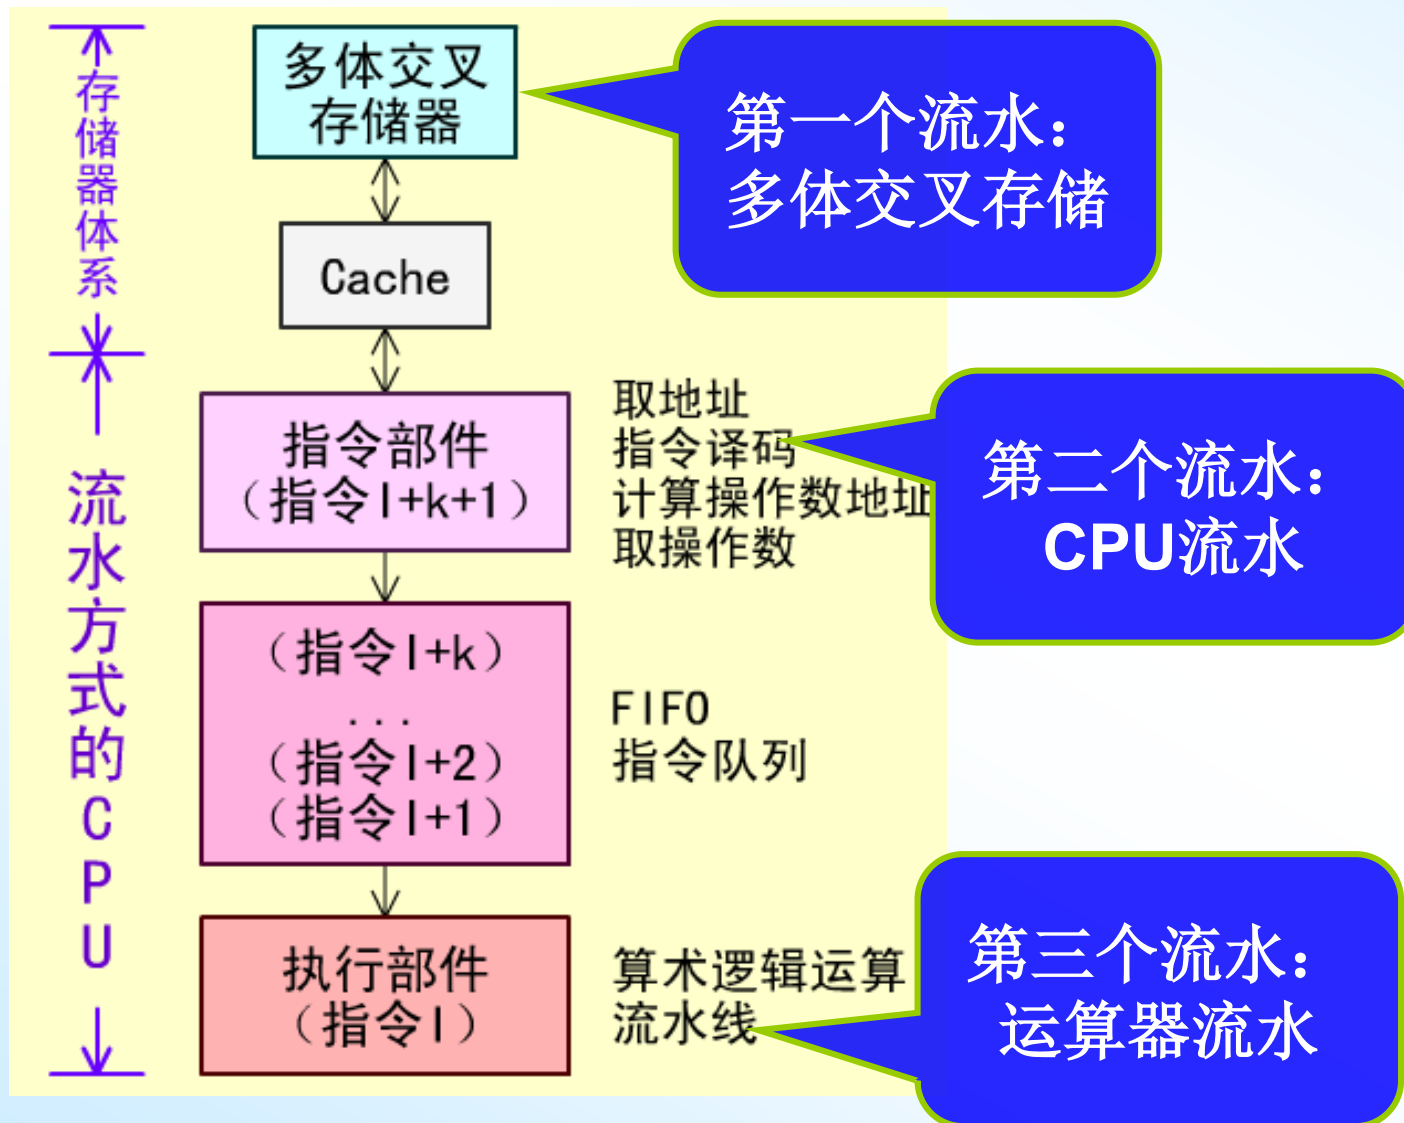 存储器体系
多体交叉
存储器
第一个流水：
多体交叉存储
Cache
流水方式的CPU
指令部件
（指令I+k+1）
取地址
指令译码
计算操作数地址
取操作数
第二个流水：
CPU流水
（指令I+k）
...
（指令I+2）
（指令I+1）
FIFO
指令队列
执行部件
（指令I）
算术逻辑运算
流水线
第三个流水：
运算器流水